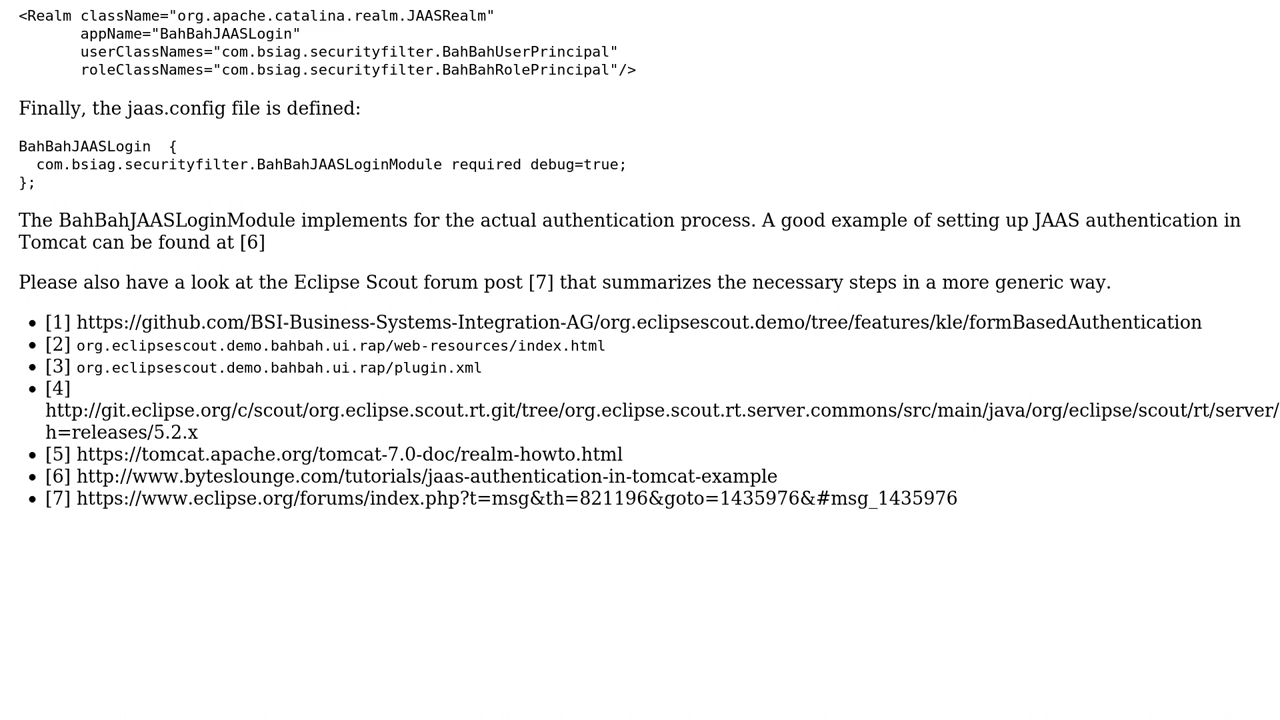 <Realm className="org.apache.catalina.realm.JAASRealm"
appName="BahBahJAASLogin"
userClassNames="com.bsiag.securityfilter.BahBahUserPrincipal"
roleClassNames="com.bsiag.securityfilter.BahBahRolePrincipal"/>
Finally, the jaas.config file is defined:
BahBahJAASLogin  {
com.bsiag.securityfilter.BahBahJAASLoginModule required debug=true;
};
The BahBahJAASLoginModule implements for the actual authentication process. A good example of setting up JAAS authentication in
Tomcat can be found at [6]
Please also have a look at the Eclipse Scout forum post [7] that summarizes the necessary steps in a more generic way.
• [1] https://github.com/BSI-Business-Systems-Integration-AG/org.eclipsescout.demo/tree/features/kle/formBasedAuthentication
• [2] org.eclipsescout.demo.bahbah.ui.rap/web-resources/index.html
• [3] org.eclipsescout.demo.bahbah.ui.rap/plugin.xml
• [4]
http://git.eclipse.org/c/scout/org.eclipse.scout.rt.git/tree/org.eclipse.scout.rt.server.commons/src/main/java/org/eclipse/scout/rt/server/
h=releases/5.2.x
• [5] https://tomcat.apache.org/tomcat-7.0-doc/realm-howto.html
• [6] http://www.byteslounge.com/tutorials/jaas-authentication-in-tomcat-example
• [7] https://www.eclipse.org/forums/index.php?t=msg&th=821196&goto=1435976&#msg_1435976